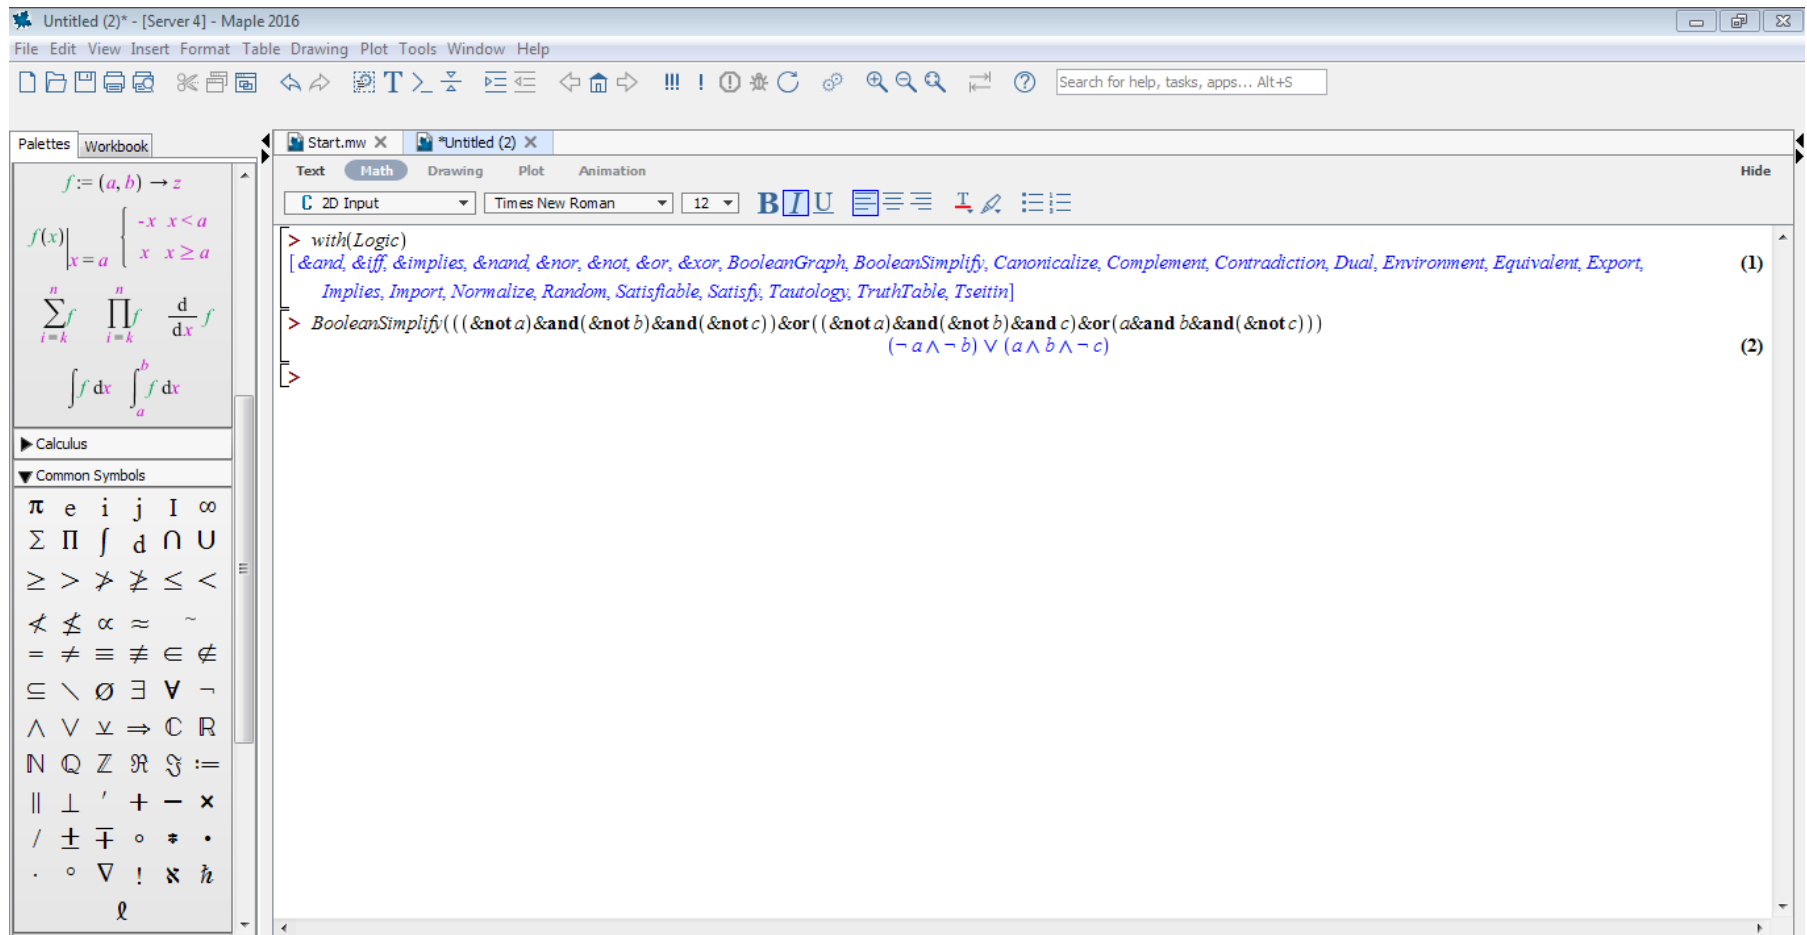 Untitled (2)* - [Server 4] - Maple 2016
File Edit View Insert Format Table Drawing Plot Tools Window Help
Search for help, tasks, apps... Alt+S
Palettes Workbook
Start.mw *Untitled (2)
Text Math Drawing Plot Animation Hide
C 2D Input Times New Roman 12 B I U
f := (a, b) → z
f(x)|x = a { -x x < a
x x ≥ a
n∑i = k f n∏i = k f d/dx f
∫f dx ∫ab f dx
Calculus
Common Symbols
π e i j I ∞
Σ Π ∫ d ∩ ∪
≥ > ≯ ≱ ≤ <
≮ ≰ ∝ ≈ ~
= ≠ ≡ ≢ ∈ ∉
⊆ \ Ø ∃ ∀ ¬
∧ ∨ ⊻ ⇒ ℂ ℝ
ℕ ℚ ℤ ℜ ℑ :=
∥ ⊥ ′ + − ×
/ ± ∓ ∘ * •
· ° ∇ ! ℵ ℏ
ℓ
> with(Logic)
[&and, &iff, &implies, &nand, &nor, &not, &or, &xor, BooleanGraph, BooleanSimplify, Canonicalize, Complement, Contradiction, Dual, Environment, Equivalent, Export, (1)
Implies, Import, Normalize, Random, Satisfiable, Satisfy, Tautology, TruthTable, Tseitin]
> BooleanSimplify(((&not a)&and(&not b)&and(&not c))&or((&not a)&and(&not b)&and c)&or(a&and b&and(&not c)))
(¬ a ∧ ¬ b) ∨ (a ∧ b ∧ ¬ c) (2)
>